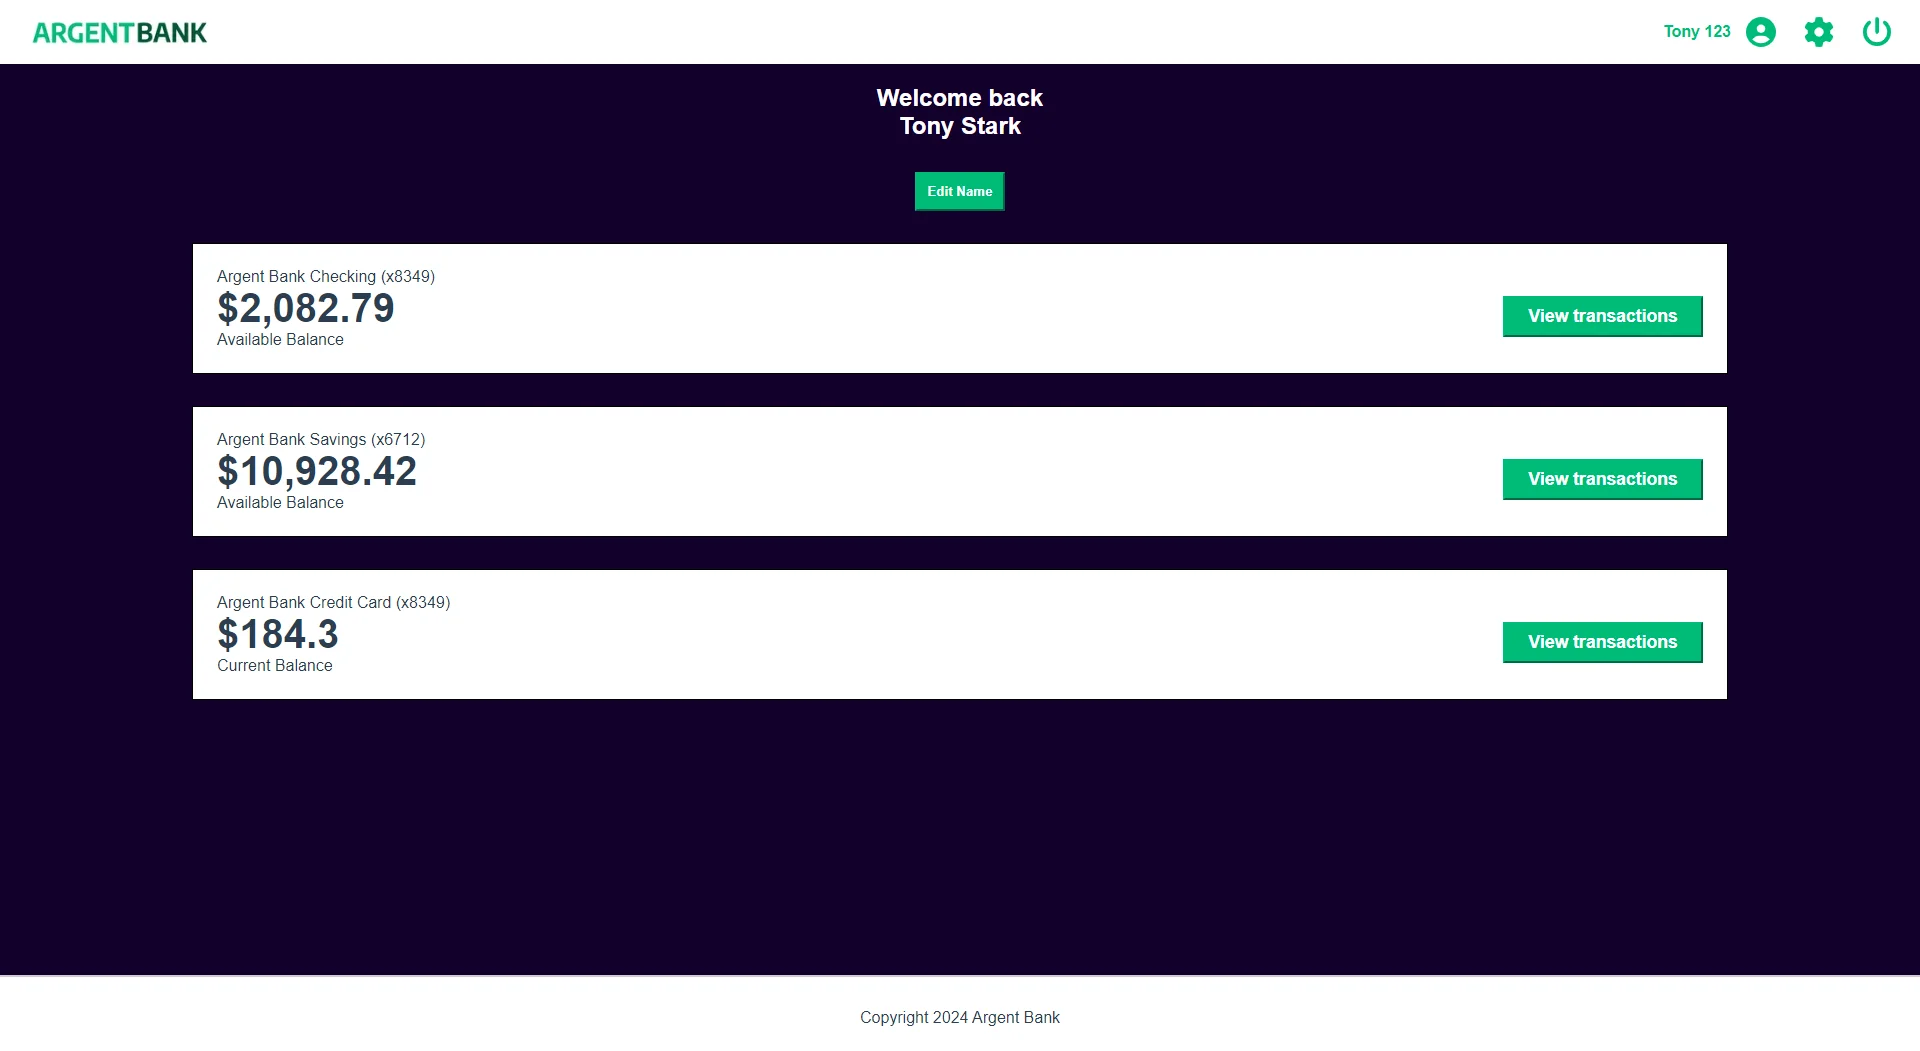 ARGENTBANK
Tony 123
Welcome back
Tony Stark
Edit Name
Argent Bank Checking (x8349)
$2,082.79
Available Balance
View transactions
Argent Bank Savings (x6712)
$10,928.42
Available Balance
View transactions
Argent Bank Credit Card (x8349)
$184.3
Current Balance
View transactions
Copyright 2024 Argent Bank